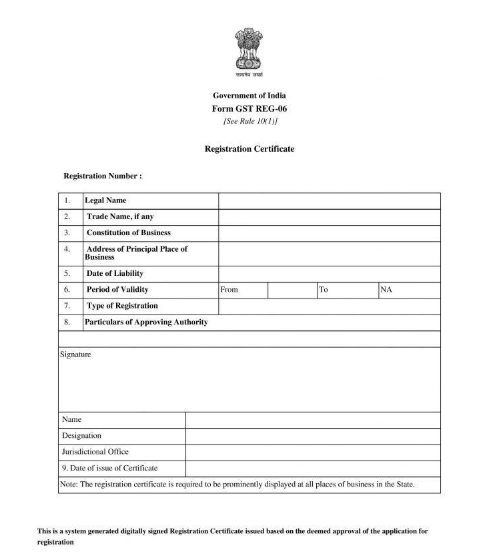 सत्यमेव जयते
Government of India
Form GST REG-06
[See Rule 10(1)]
Registration Certificate
Registration Number :
1. Legal Name
2. Trade Name, if any
3. Constitution of Business
4. Address of Principal Place of
Business
5. Date of Liability
6. Period of Validity From To NA
7. Type of Registration
8. Particulars of Approving Authority
Signature
Name
Designation
Jurisdictional Office
9. Date of issue of Certificate
Note: The registration certificate is required to be prominently displayed at all places of business in the State.
This is a system generated digitally signed Registration Certificate issued based on the deemed approval of the application for
registration